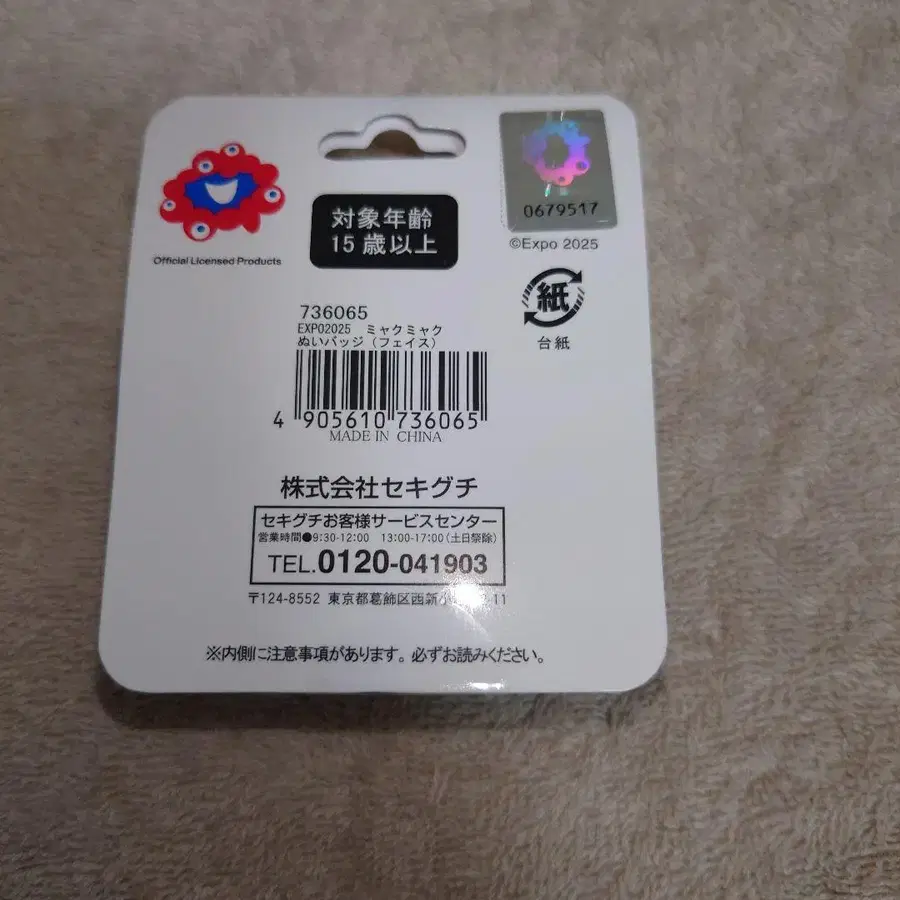 Official Licensed Products
対象年齢
15歳以上
0679517
©Expo 2025
紙
台紙
736065
EXPO2025 ミャクミャク
ぬいバッジ(フェイス)
4 905610 736065
MADE IN CHINA
株式会社セキグチ
セキグチお客様サービスセンター
営業時間●9:30-12:00 13:00-17:00(土日祭除)
TEL.0120-041903
〒124-8552 東京都葛飾区西新 11
※内側に注意事項があります。必ずお読みください。